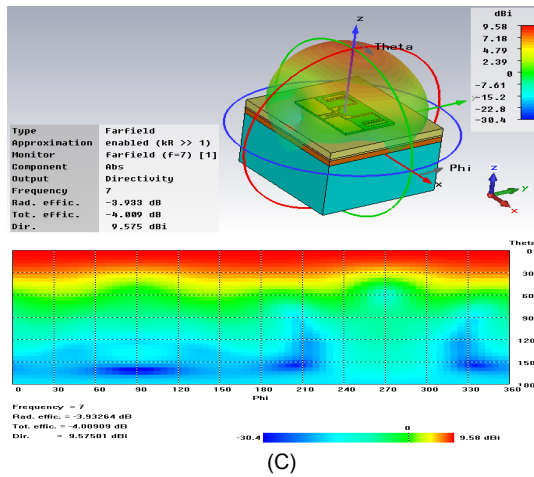 dBi
9.58
7.18
4.79
2.39
0
-7.61
-15.2
-22.8
-30.4
z
Theta
y
Phi
x
z
y
x
Type Farfield
Approximation enabled (kR >> 1)
Monitor farfield (f=7) [1]
Component Abs
Output Directivity
Frequency 7
Rad. effic. -3.933 dB
Tot. effic. -4.009 dB
Dir. 9.575 dBi
Theta
0
30
60
90
120
150
180
0 30 60 90 120 150 180 210 240 270 300 330 360
Phi
Frequency = 7
Rad. effic. = -3.93264 dB
Tot. effic. = -4.00909 dB
Dir. = 9.57501 dBi
0
-30.4 9.58 dBi
(C)